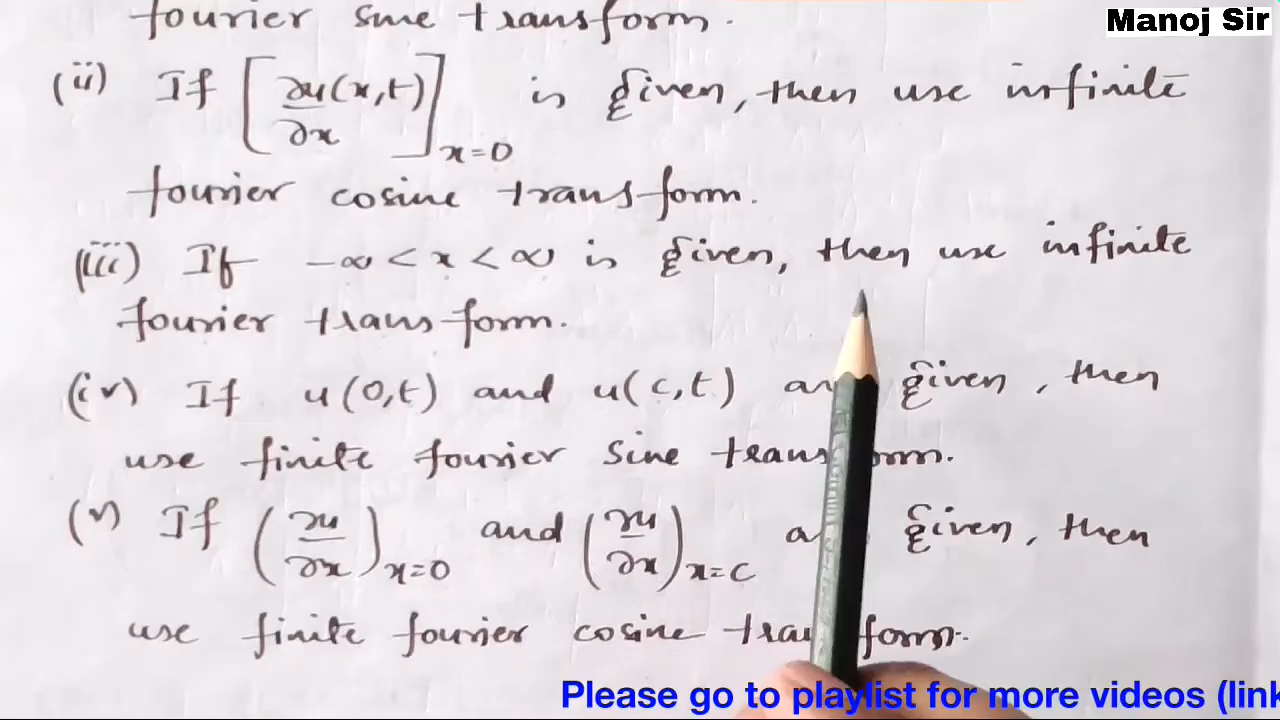 Manoj Sir
fourier sine transform.
(ii) If [∂u(x,t)/∂x]x=0 is given, then use infinite
fourier cosine transform.
(iii) If -∞ < x < ∞ is given, then use infinite
fourier transform.
(iv) If u(0,t) and u(c,t) are given, then
use finite fourier sine transform.
(v) If (∂u/∂x)x=0 and (∂u/∂x)x=c are given, then
use finite fourier cosine transform.
Please go to playlist for more videos (link